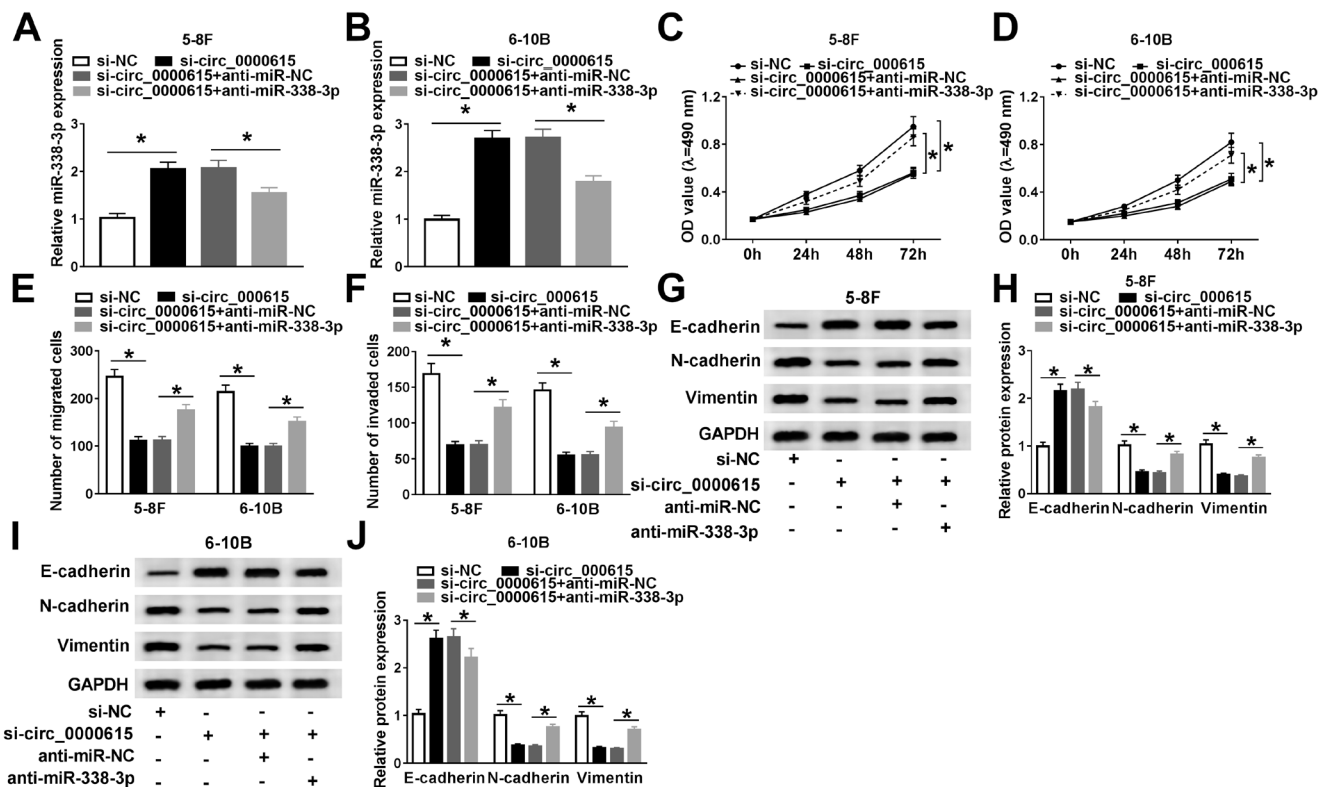 A
5-8F
si-NC si-circ_0000615
si-circ_0000615+anti-miR-NC
si-circ_0000615+anti-miR-338-3p
Relative miR-338-3p expression
3
2
1
0
* *
B
6-10B
si-NC si-circ_0000615
si-circ_0000615+anti-miR-NC
si-circ_0000615+anti-miR-338-3p
Relative miR-338-3p expression
3
2
1
0
* *
C
5-8F
si-NC si-circ_000615
si-circ_0000615+anti-miR-NC
si-circ_0000615+anti-miR-338-3p
OD value (λ=490 nm)
1.2
0.8
0.4
0.0
* *
0h 24h 48h 72h
D
6-10B
si-NC si-circ_000615
si-circ_0000615+anti-miR-NC
si-circ_0000615+anti-miR-338-3p
OD value (λ=490 nm)
1.2
0.8
0.4
0.0
* *
0h 24h 48h 72h
E
si-NC si-circ_000615
si-circ_0000615+anti-miR-NC
si-circ_0000615+anti-miR-338-3p
Number of migrated cells
300
200
100
0
* * * *
5-8F 6-10B
F
si-NC si-circ_000615
si-circ_0000615+anti-miR-NC
si-circ_0000615+anti-miR-338-3p
Number of invaded cells
200
150
100
50
0
* * * *
5-8F 6-10B
G
5-8F
E-cadherin
N-cadherin
Vimentin
GAPDH
si-NC + - - -
si-circ_0000615 - + + +
anti-miR-NC - - + -
anti-miR-338-3p - - - +
H
5-8F
si-NC si-circ_000615
si-circ_0000615+anti-miR-NC
si-circ_0000615+anti-miR-338-3p
Relative protein expression
3
2
1
0
* * * * * *
E-cadherin N-cadherin Vimentin
I
6-10B
E-cadherin
N-cadherin
Vimentin
GAPDH
si-NC + - - -
si-circ_0000615 - + + +
anti-miR-NC - - + -
anti-miR-338-3p - - - +
J
6-10B
si-NC si-circ_000615
si-circ_0000615+anti-miR-NC
si-circ_0000615+anti-miR-338-3p
Relative protein expression
3
2
1
0
* * * * * *
E-cadherin N-cadherin Vimentin